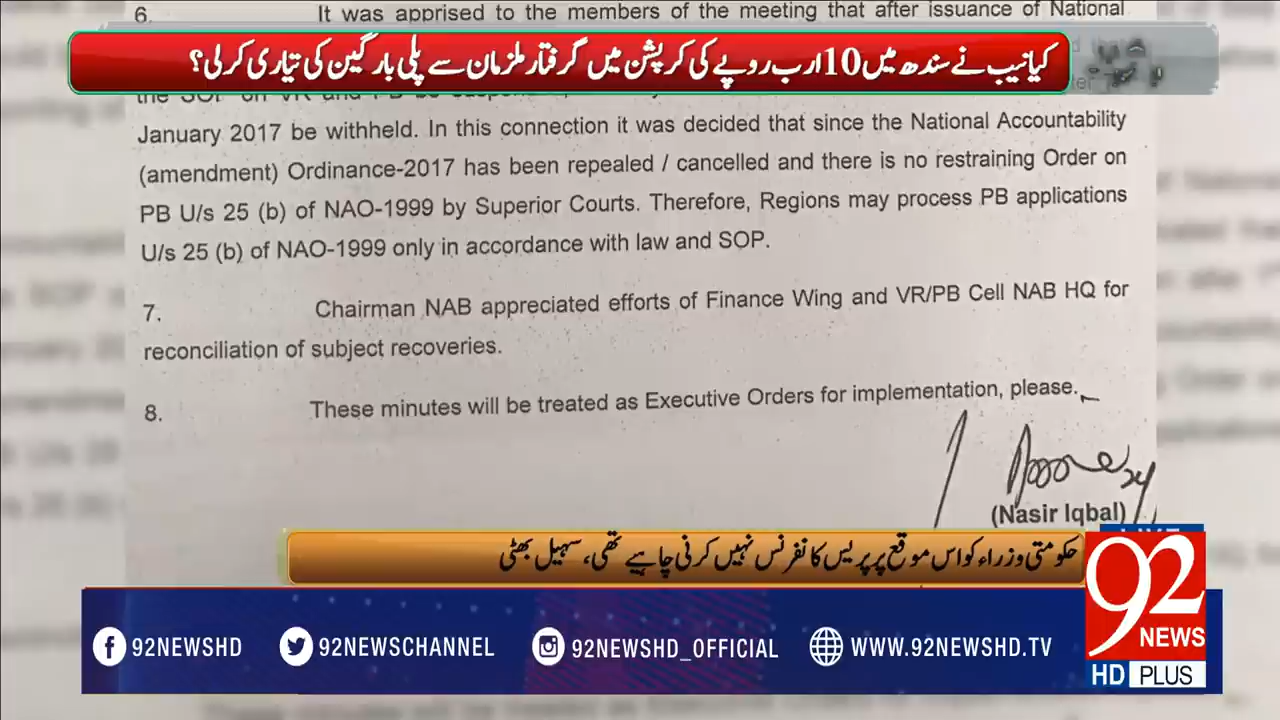 6. It was apprised to the members of the meeting that after issuance of National
کیا نیب نے سندھ میں 10 ارب روپے کی کرپشن میں گرفتار ملزمان سے پلی بارگین کی تیاری کرلی؟
the SOP on VR and PB be
January 2017 be withheld. In this connection it was decided that since the National Accountability
(amendment) Ordinance-2017 has been repealed / cancelled and there is no restraining Order on
PB U/s 25 (b) of NAO-1999 by Superior Courts. Therefore, Regions may process PB applications
U/s 25 (b) of NAO-1999 only in accordance with law and SOP.
7. Chairman NAB appreciated efforts of Finance Wing and VR/PB Cell NAB HQ for
reconciliation of subject recoveries.
8. These minutes will be treated as Executive Orders for implementation, please.
(Nasir Iqbal)
حکومتی وزراء کو اس موقع پر پریس کانفرنس نہیں کرنی چاہیے تھی، سہیل بھٹی
92NEWSHD
92NEWSCHANNEL
92NEWSHD_OFFICIAL
WWW.92NEWSHD.TV
92
NEWS
HD PLUS